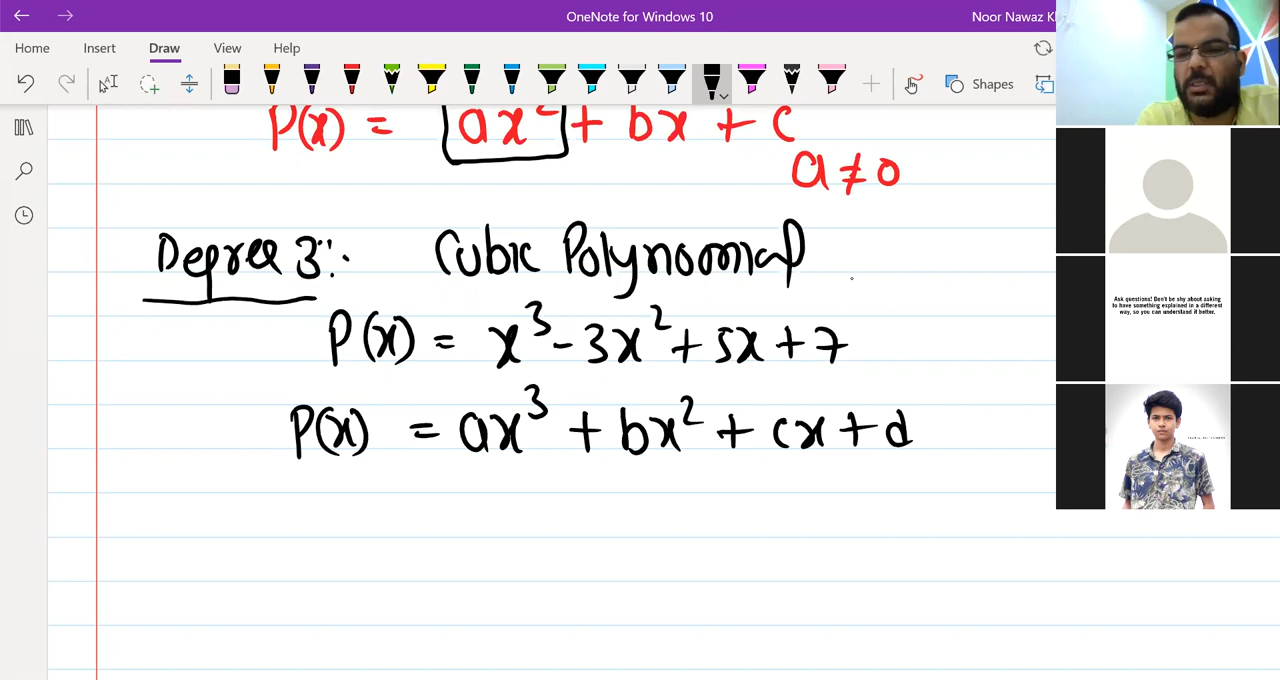 OneNote for Windows 10
Noor Nawaz Kh
Home Insert Draw View Help
Shapes
P(x) = ax² + bx + c
a ≠ 0
Degree 3 :- Cubic Polynomial
P(x) = x³ - 3x² + 5x + 7
P(x) = ax³ + bx² + cx + d
Ask questions! Don't be shy about asking
to have something explained in a different
way, so you can understand it better.